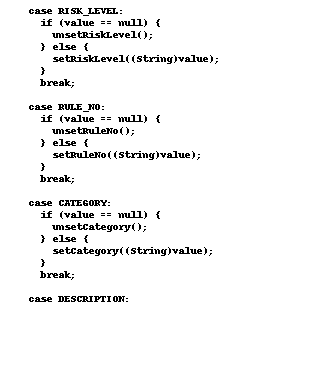 case RISK_LEVEL:
if (value == null) {
unsetRiskLevel();
} else {
setRiskLevel((String)value);
}
break;
case RULE_NO:
if (value == null) {
unsetRuleNo();
} else {
setRuleNo((String)value);
}
break;
case CATEGORY:
if (value == null) {
unsetCategory();
} else {
setCategory((String)value);
}
break;
case DESCRIPTION: